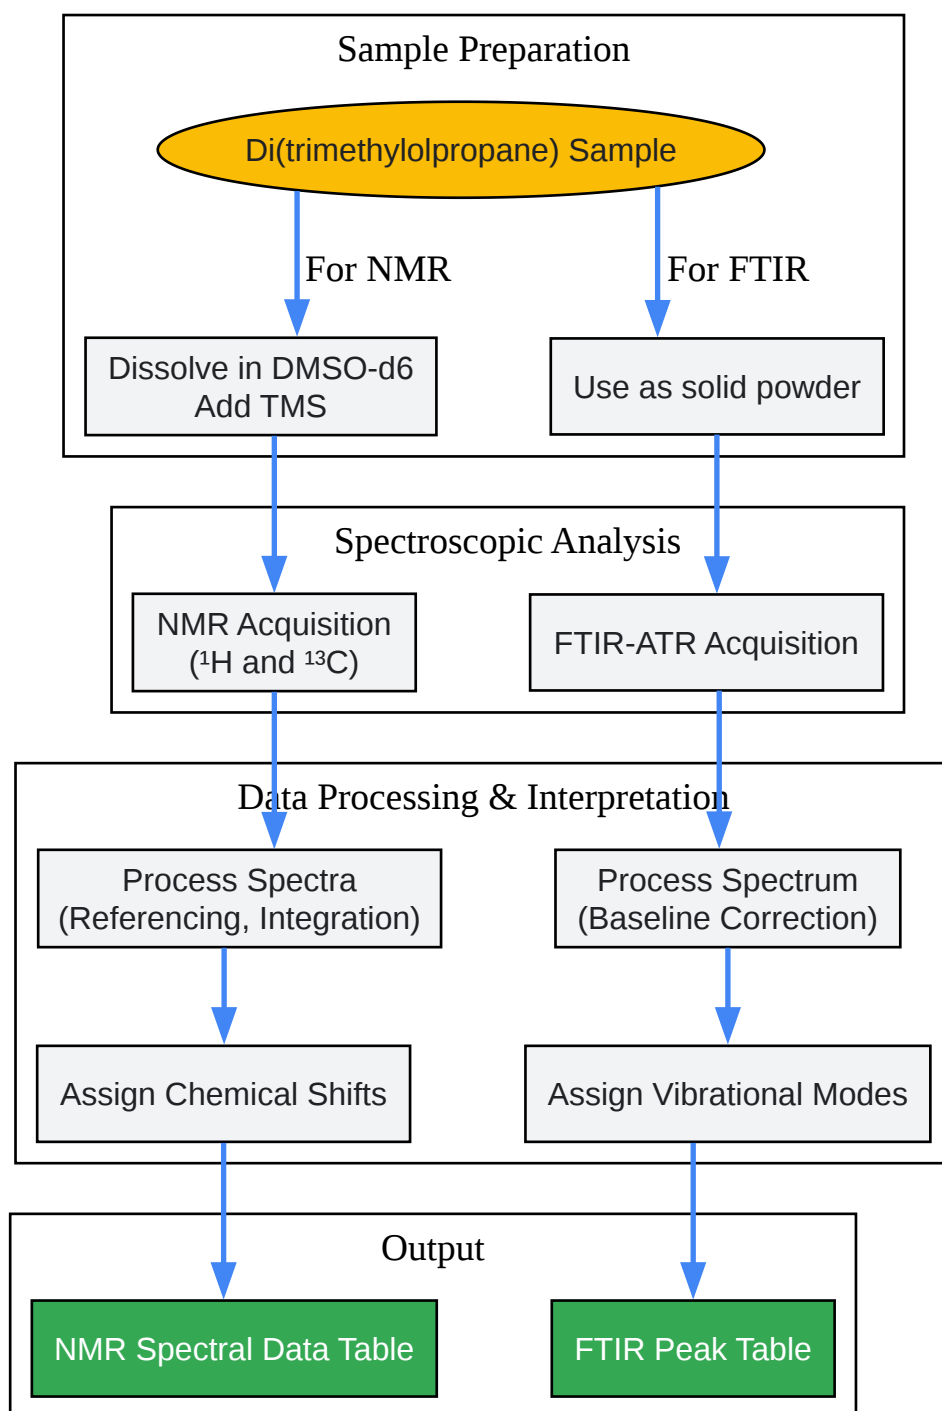 Sample Preparation
Di(trimethylolpropane) Sample
For NMR
For FTIR
Dissolve in DMSO-d6
Add TMS
Use as solid powder
Spectroscopic Analysis
NMR Acquisition
(¹H and ¹³C)
FTIR-ATR Acquisition
Data Processing & Interpretation
Process Spectra
(Referencing, Integration)
Process Spectrum
(Baseline Correction)
Assign Chemical Shifts
Assign Vibrational Modes
Output
NMR Spectral Data Table
FTIR Peak Table